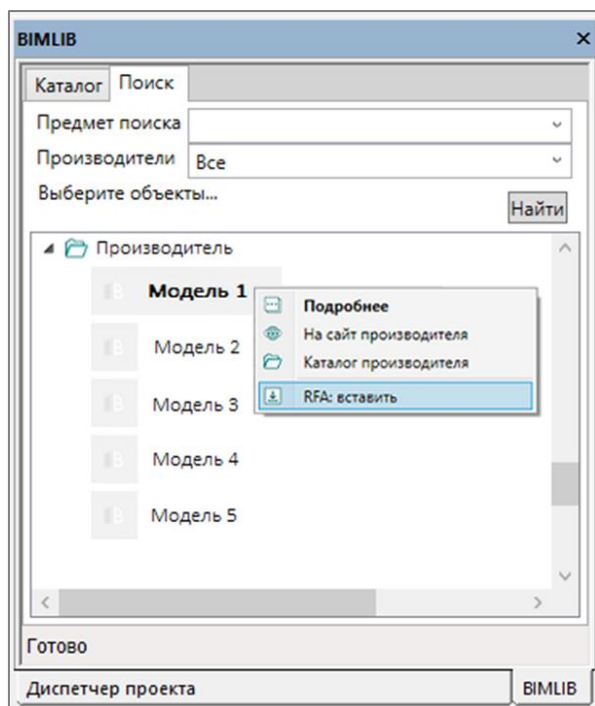 BIMLIB
Каталог Поиск
Предмет поиска
Производители Все
Выберите объекты...
Найти
Производитель
Модель 1
Подробнее
На сайт производителя
Каталог производителя
RFA: вставить
Модель 2
Модель 3
Модель 4
Модель 5
Готово
Диспетчер проекта BIMLIB